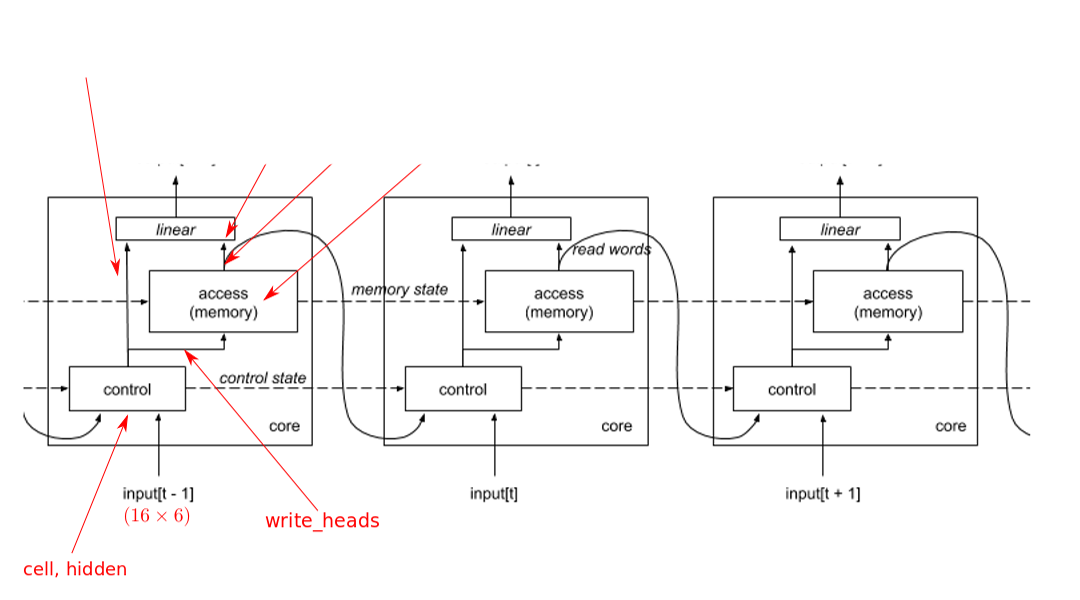 linear
linear
linear
read words
access
(memory)
memory state
access
(memory)
access
(memory)
control state
control
control
control
core
core
core
input[t - 1]
input[t]
input[t + 1]
(16 × 6)
write_heads
cell, hidden